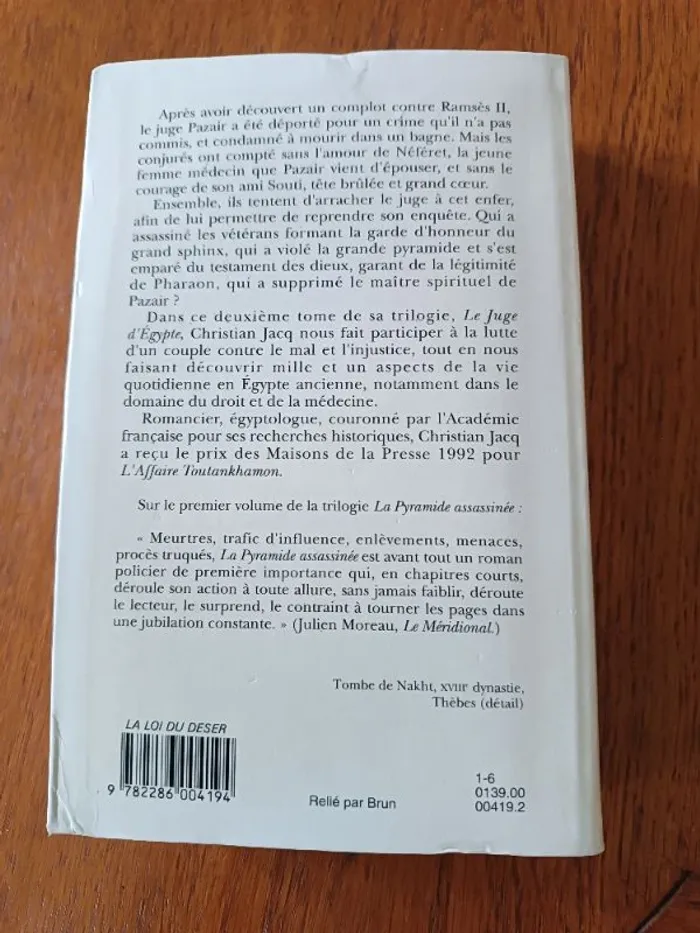 Après avoir découvert un complot contre Ramsès II,
le juge Pazair a été déporté pour un crime qu'il n'a pas
commis, et condamné à mourir dans un bagne. Mais les
conjurés ont compté sans l'amour de Néféret, la jeune
femme médecin que Pazair vient d'épouser, et sans le
courage de son ami Souti, tête brûlée et grand cœur.
Ensemble, ils tentent d'arracher le juge à cet enfer,
afin de lui permettre de reprendre son enquête. Qui a
assassiné les vétérans formant la garde d'honneur du
grand sphinx, qui a violé la grande pyramide et s'est
emparé du testament des dieux, garant de la légitimité
de Pharaon, qui a supprimé le maître spirituel de
Pazair ?
Dans ce deuxième tome de sa trilogie, Le Juge
d'Égypte, Christian Jacq nous fait participer à la lutte
d'un couple contre le mal et l'injustice, tout en nous
faisant découvrir mille et un aspects de la vie
quotidienne en Égypte ancienne, notamment dans le
domaine du droit et de la médecine.
Romancier, égyptologue, couronné par l'Académie
française pour ses recherches historiques, Christian Jacq
a reçu le prix des Maisons de la Presse 1992 pour
L'Affaire Toutankhamon.
Sur le premier volume de la trilogie La Pyramide assassinée :
« Meurtres, trafic d'influence, enlèvements, menaces,
procès truqués, La Pyramide assassinée est avant tout un roman
policier de première importance qui, en chapitres courts,
déroule son action à toute allure, sans jamais faiblir, déroute
le lecteur, le surprend, le contraint à tourner les pages dans
une jubilation constante. » (Julien Moreau, Le Méridional.)
Tombe de Nakht, XVIIIe dynastie,
Thèbes (détail)
LA LOI DU DESER
9 782286 004194
Relié par Brun
1-6
0139.00
00419.2